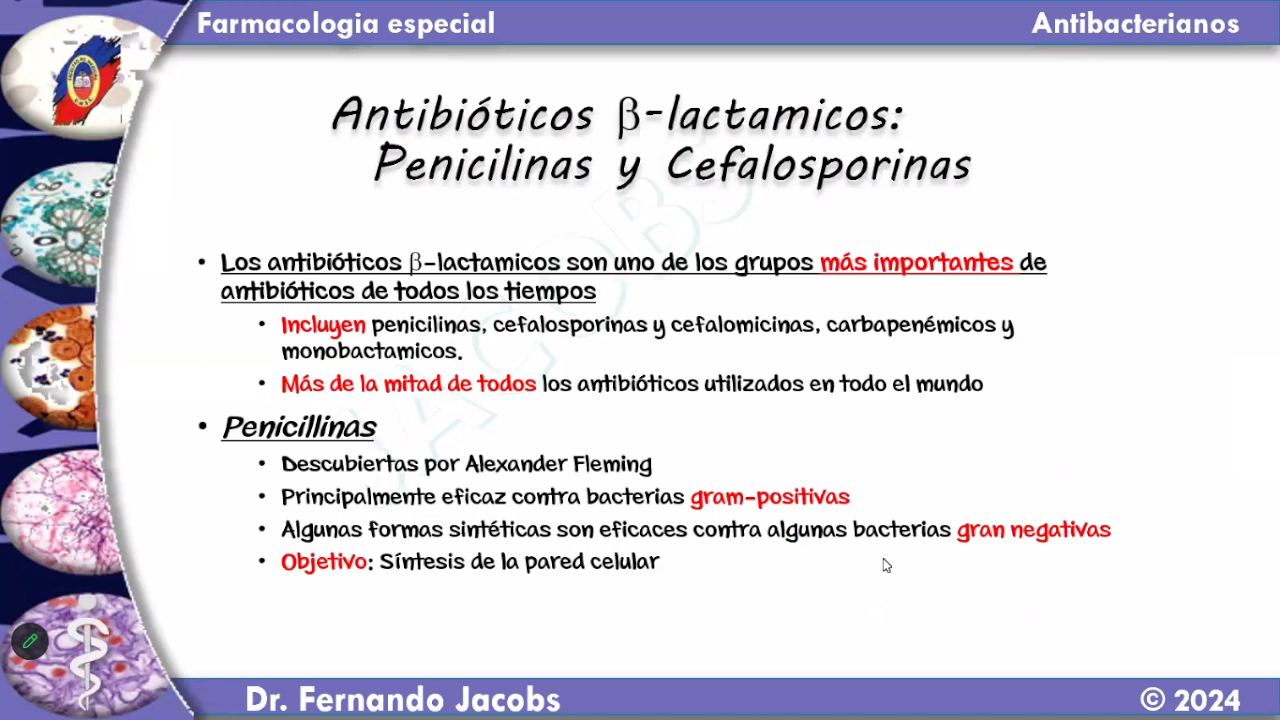 Farmacologia especial
Antibacterianos
Antibióticos β-lactamicos:
Penicilinas y Cefalosporinas
• Los antibióticos β-lactamicos son uno de los grupos más importantes de
antibióticos de todos los tiempos
• Incluyen penicilinas, cefalosporinas y cefalomicinas, carbapenémicos y
monobactamicos.
• Más de la mitad de todos los antibióticos utilizados en todo el mundo
• Penicillinas
• Descubiertas por Alexander Fleming
• Principalmente eficaz contra bacterias gram-positivas
• Algunas formas sintéticas son eficaces contra algunas bacterias gran negativas
• Objetivo: Síntesis de la pared celular
JACOBS
Dr. Fernando Jacobs
© 2024